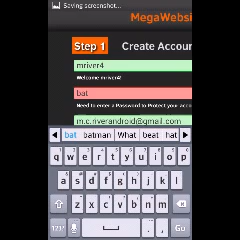 Saving screenshot...
MegaWebsi
Step 1 Create Accoun
mriver4
Welcome mriver4!
bat
Need to enter a Password to Protect your acco
m.c.riverandroid@gmail.com
bat batman What beat hat
q w e r t y u i o p
a s d f g h j k l
z x c v b n m
123 , . Go